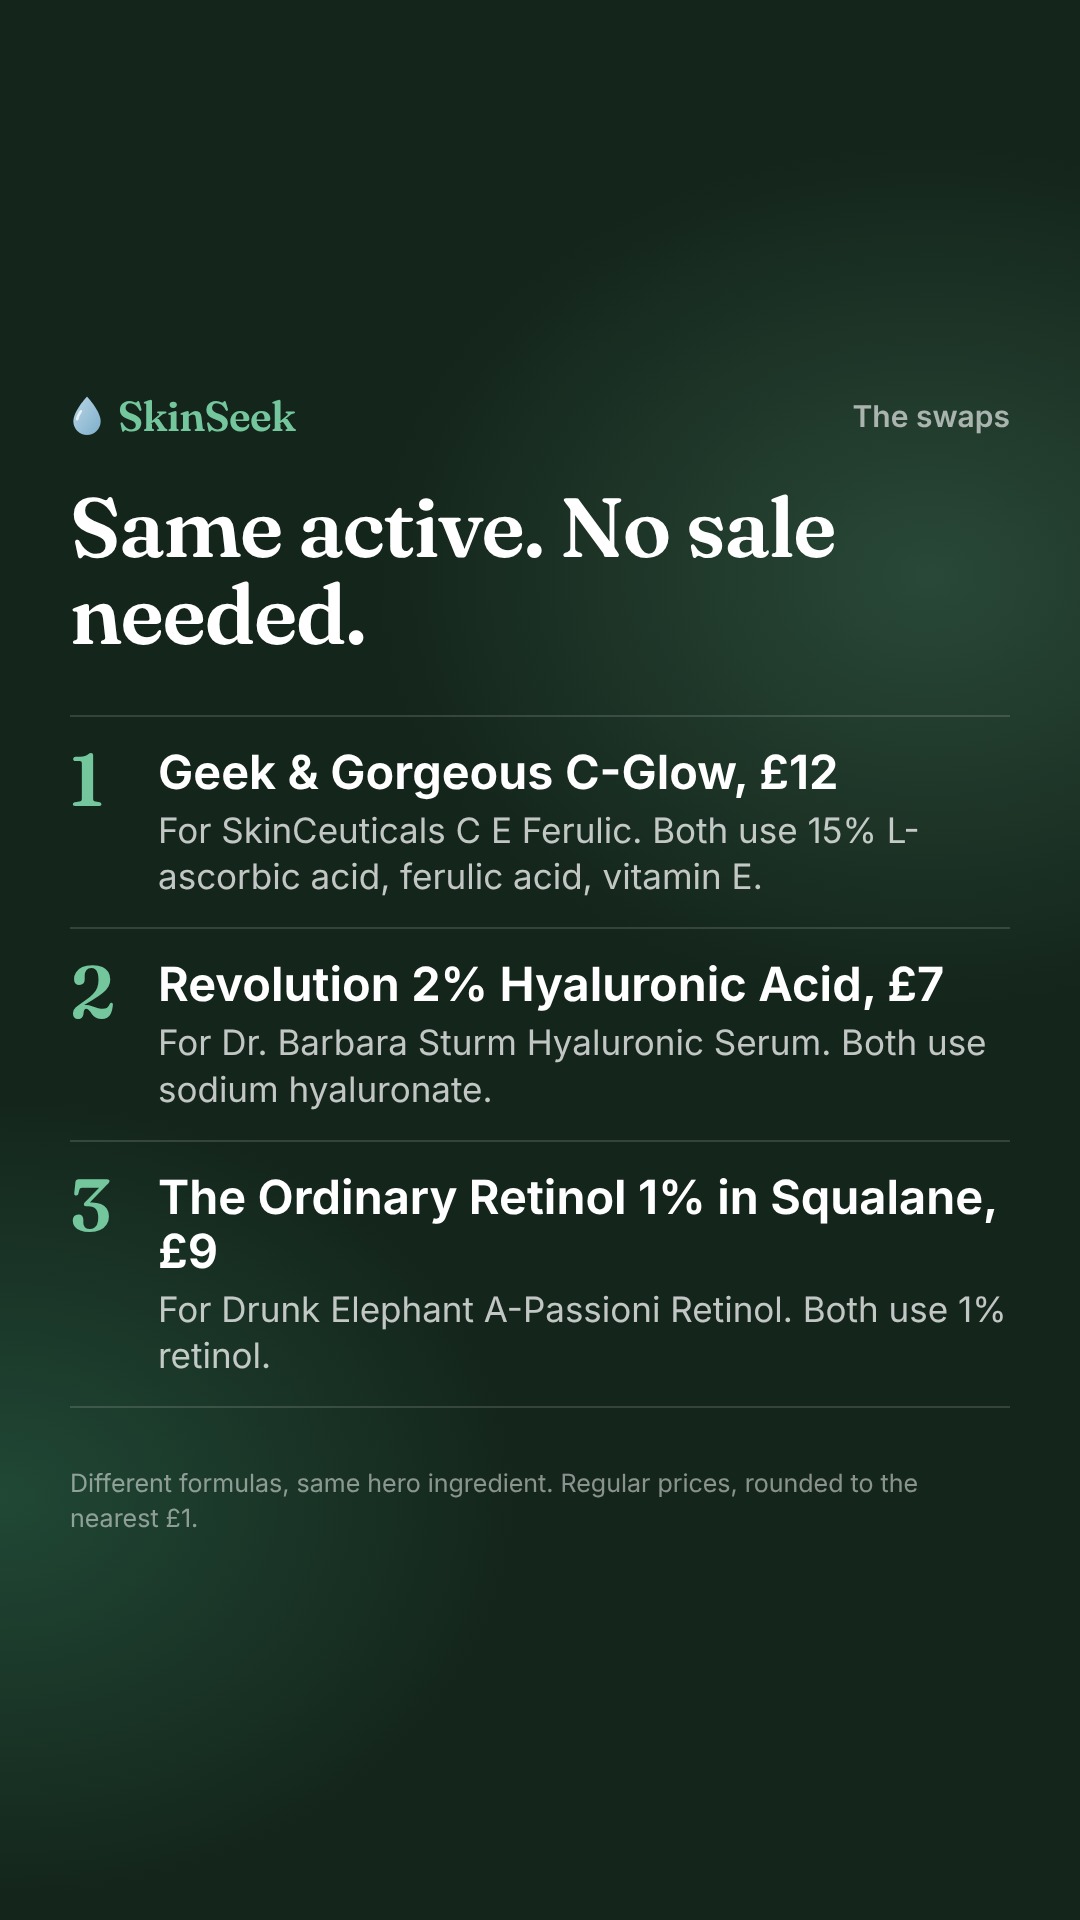 SkinSeek
The swaps
Same active. No sale
needed.
1
Geek & Gorgeous C-Glow, £12
For SkinCeuticals C E Ferulic. Both use 15% L-
ascorbic acid, ferulic acid, vitamin E.
2
Revolution 2% Hyaluronic Acid, £7
For Dr. Barbara Sturm Hyaluronic Serum. Both use
sodium hyaluronate.
3
The Ordinary Retinol 1% in Squalane,
£9
For Drunk Elephant A-Passioni Retinol. Both use 1%
retinol.
Different formulas, same hero ingredient. Regular prices, rounded to the
nearest £1.